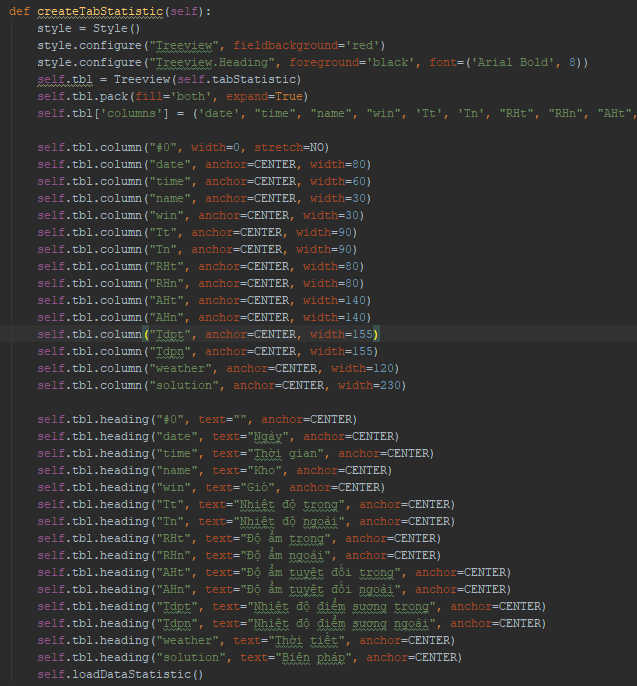 def createTabStatistic(self):
style = Style()
style.configure("Treeview", fieldbackground='red')
style.configure("Treeview.Heading", foreground='black', font=('Arial Bold', 8))
self.tbl = Treeview(self.tabStatistic)
self.tbl.pack(fill='both', expand=True)
self.tbl['columns'] = ('date', "time", "name", "win", 'Tt', 'Tn', "RHt", "RHn", "AHt",
self.tbl.column("#0", width=0, stretch=NO)
self.tbl.column("date", anchor=CENTER, width=80)
self.tbl.column("time", anchor=CENTER, width=60)
self.tbl.column("name", anchor=CENTER, width=30)
self.tbl.column("win", anchor=CENTER, width=30)
self.tbl.column("Tt", anchor=CENTER, width=90)
self.tbl.column("Tn", anchor=CENTER, width=90)
self.tbl.column("RHt", anchor=CENTER, width=80)
self.tbl.column("RHn", anchor=CENTER, width=80)
self.tbl.column("AHt", anchor=CENTER, width=140)
self.tbl.column("AHn", anchor=CENTER, width=140)
self.tbl.column("Tdpt", anchor=CENTER, width=155)
self.tbl.column("Tdpn", anchor=CENTER, width=155)
self.tbl.column("weather", anchor=CENTER, width=120)
self.tbl.column("solution", anchor=CENTER, width=230)
self.tbl.heading("#0", text="", anchor=CENTER)
self.tbl.heading("date", text="Ngày", anchor=CENTER)
self.tbl.heading("time", text="Thời gian", anchor=CENTER)
self.tbl.heading("name", text="Kho", anchor=CENTER)
self.tbl.heading("win", text="Gió", anchor=CENTER)
self.tbl.heading("Tt", text="Nhiệt độ trong", anchor=CENTER)
self.tbl.heading("Tn", text="Nhiệt độ ngoài", anchor=CENTER)
self.tbl.heading("RHt", text="Độ ẩm trong", anchor=CENTER)
self.tbl.heading("RHn", text="Độ ẩm ngoài", anchor=CENTER)
self.tbl.heading("AHt", text="Độ ẩm tuyệt đối trong", anchor=CENTER)
self.tbl.heading("AHn", text="Độ ẩm tuyệt đối ngoài", anchor=CENTER)
self.tbl.heading("Tdpt", text="Nhiệt độ điểm sương trong", anchor=CENTER)
self.tbl.heading("Tdpn", text="Nhiệt độ điểm sương ngoài", anchor=CENTER)
self.tbl.heading("weather", text="Thời tiết", anchor=CENTER)
self.tbl.heading("solution", text="Biện pháp", anchor=CENTER)
self.loadDataStatistic()